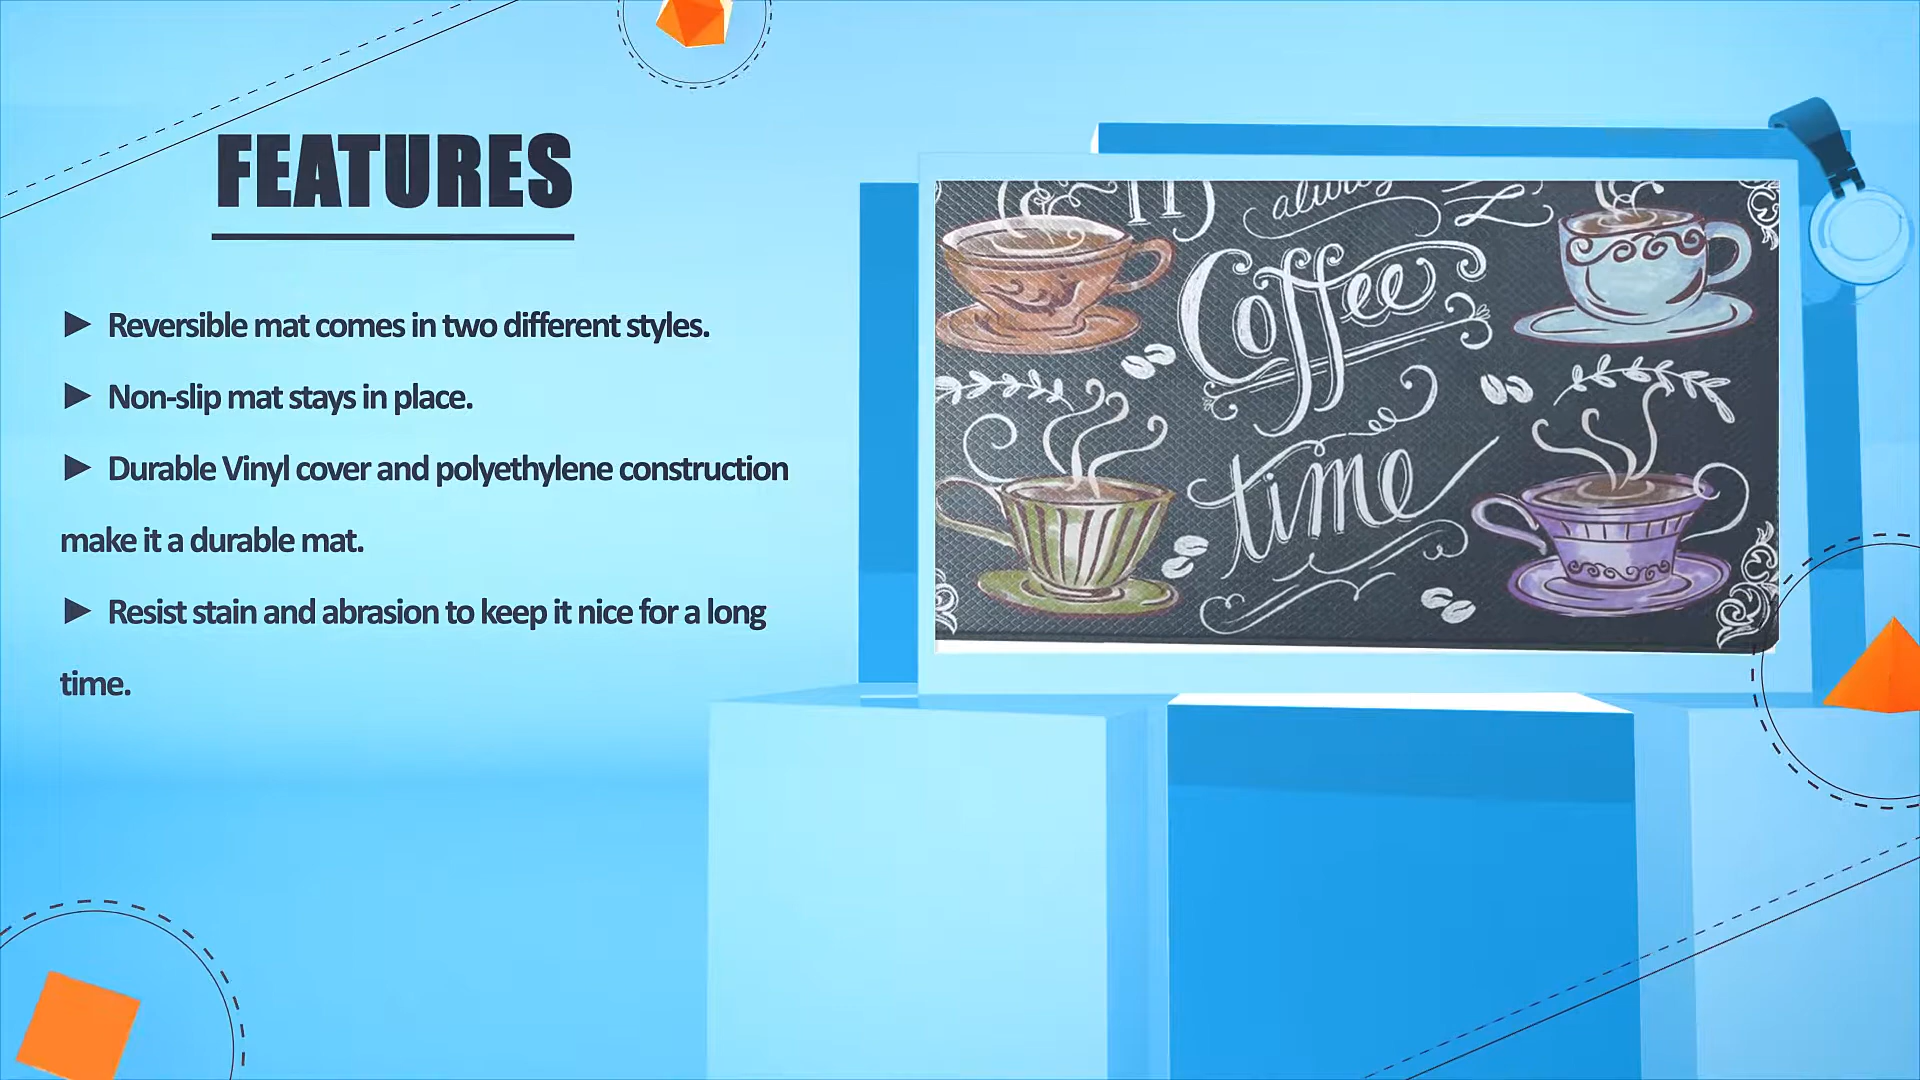 FEATURES
► Reversible mat comes in two different styles.
► Non-slip mat stays in place.
► Durable Vinyl cover and polyethylene construction
make it a durable mat.
► Resist stain and abrasion to keep it nice for a long
time.
always
Coffee
time